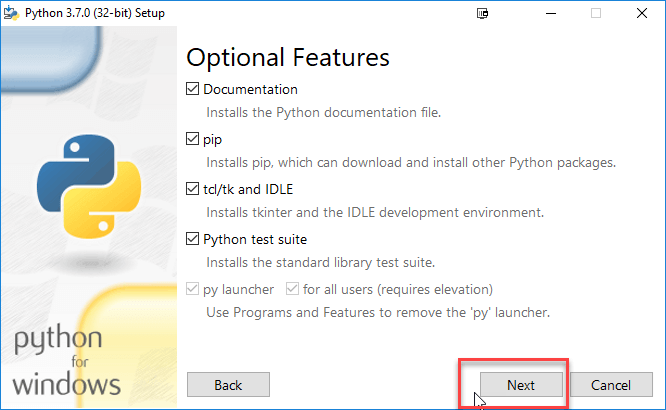 Python 3.7.0 (32-bit) Setup
Optional Features
Documentation
Installs the Python documentation file.
pip
Installs pip, which can download and install other Python packages.
tcl/tk and IDLE
Installs tkinter and the IDLE development environment.
Python test suite
Installs the standard library test suite.
py launcher for all users (requires elevation)
Use Programs and Features to remove the 'py' launcher.
python
for
windows
Back Next Cancel